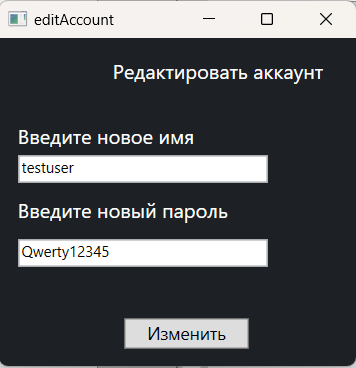 editAccount
Редактировать аккаунт
Введите новое имя
testuser
Введите новый пароль
Qwerty12345
Изменить